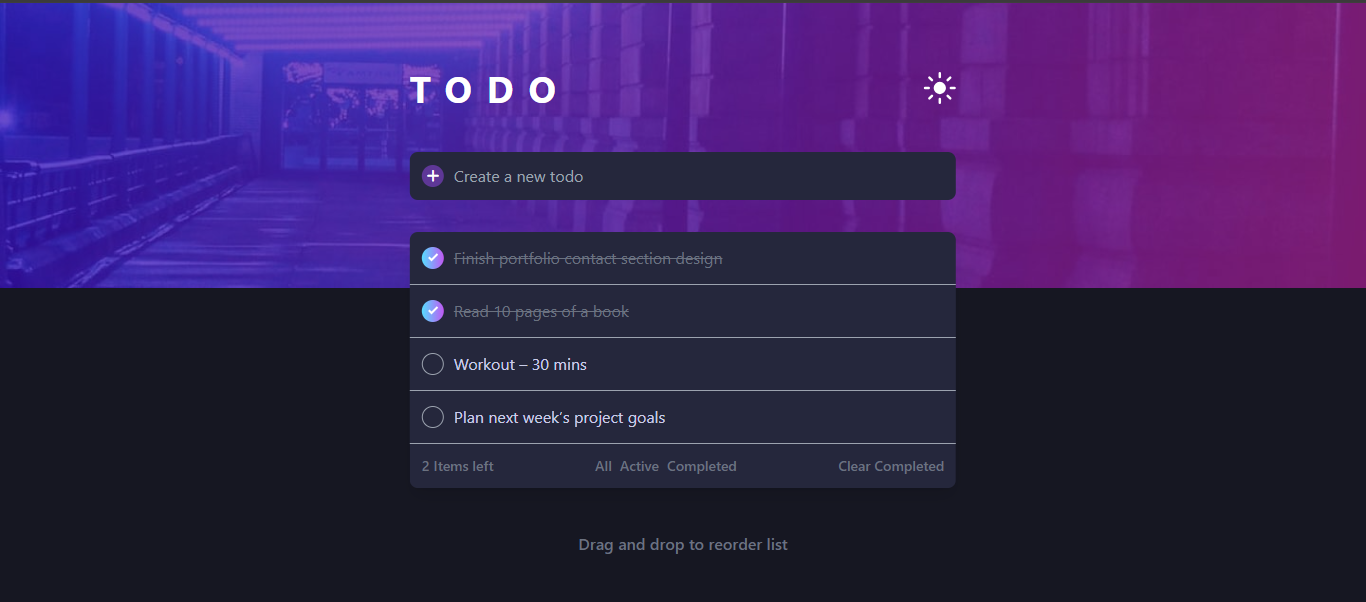 TODO
Create a new todo
Finish portfolio contact section design
Read 10 pages of a book
Workout – 30 mins
Plan next week’s project goals
2 Items left All Active Completed Clear Completed
Drag and drop to reorder list